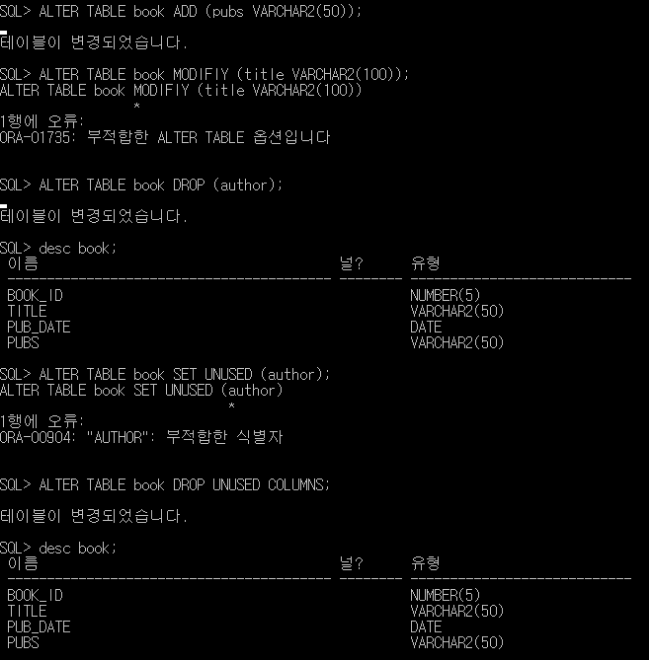 SQL> ALTER TABLE book ADD (pubs VARCHAR2(50));
테이블이 변경되었습니다.
SQL> ALTER TABLE book MODIFIY (title VARCHAR2(100));
ALTER TABLE book MODIFIY (title VARCHAR2(100))
*
1행에 오류:
ORA-01735: 부적합한 ALTER TABLE 옵션입니다
SQL> ALTER TABLE book DROP (author);
테이블이 변경되었습니다.
SQL> desc book;
이름 널? 유형
----------------------------------------- -------- ----------------------------
BOOK_ID NUMBER(5)
TITLE VARCHAR2(50)
PUB_DATE DATE
PUBS VARCHAR2(50)
SQL> ALTER TABLE book SET UNUSED (author);
ALTER TABLE book SET UNUSED (author)
*
1행에 오류:
ORA-00904: "AUTHOR": 부적합한 식별자
SQL> ALTER TABLE book DROP UNUSED COLUMNS;
테이블이 변경되었습니다.
SQL> desc book;
이름 널? 유형
----------------------------------------- -------- ----------------------------
BOOK_ID NUMBER(5)
TITLE VARCHAR2(50)
PUB_DATE DATE
PUBS VARCHAR2(50)